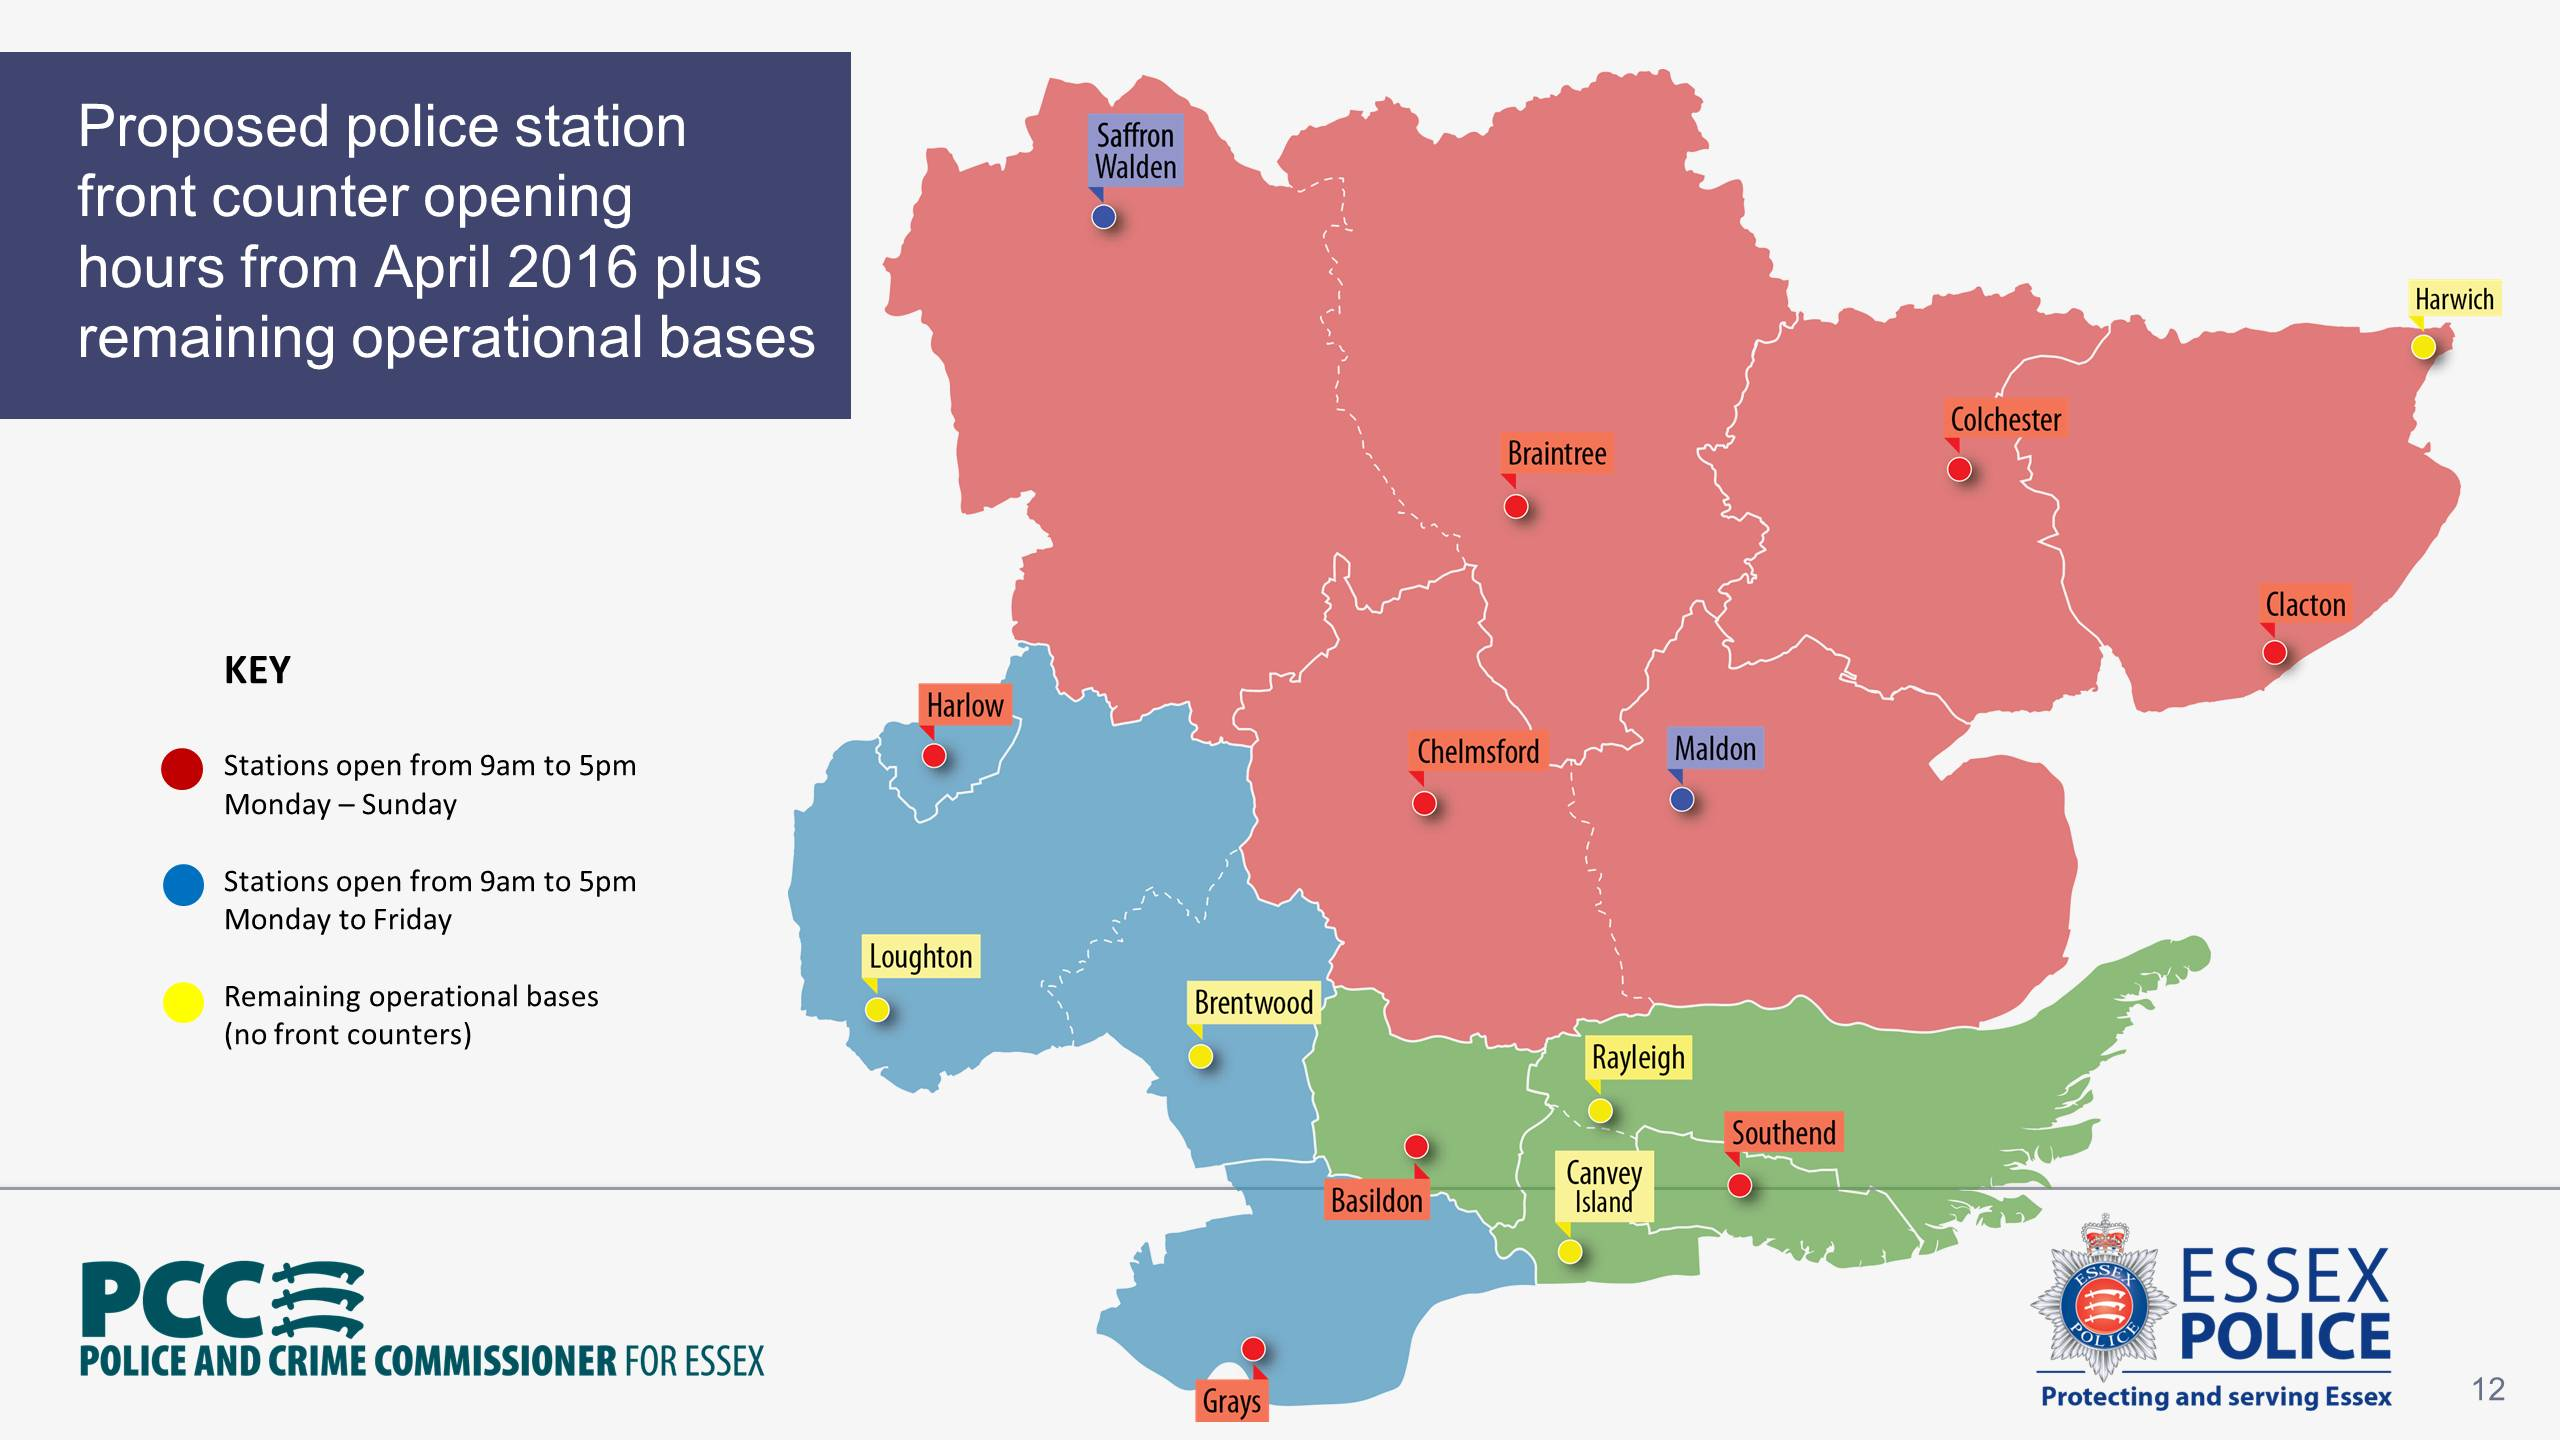 Proposed police station
front counter opening
hours from April 2016 plus
remaining operational bases
Saffron
Walden
Harwich
Colchester
Braintree
Clacton
KEY
Harlow
Chelmsford
Maldon
Stations open from 9am to 5pm
Monday – Sunday
Stations open from 9am to 5pm
Monday to Friday
Loughton
Brentwood
Remaining operational bases
(no front counters)
Rayleigh
Southend
Canvey
Island
Basildon
Grays
PCC
POLICE AND CRIME COMMISSIONER FOR ESSEX
ESSEX
POLICE
ESSEX
POLICE
Protecting and serving Essex
12